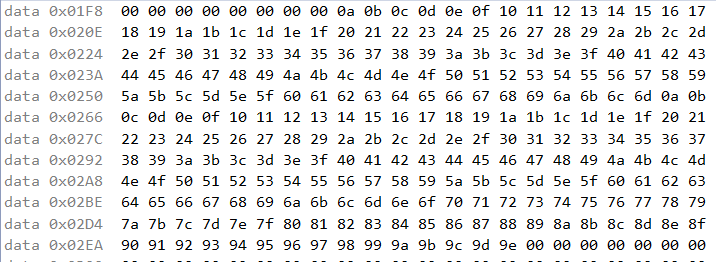 data 0x01F8 00 00 00 00 00 00 00 00 0a 0b 0c 0d 0e 0f 10 11 12 13 14 15 16 17
data 0x020E 18 19 1a 1b 1c 1d 1e 1f 20 21 22 23 24 25 26 27 28 29 2a 2b 2c 2d
data 0x0224 2e 2f 30 31 32 33 34 35 36 37 38 39 3a 3b 3c 3d 3e 3f 40 41 42 43
data 0x023A 44 45 46 47 48 49 4a 4b 4c 4d 4e 4f 50 51 52 53 54 55 56 57 58 59
data 0x0250 5a 5b 5c 5d 5e 5f 60 61 62 63 64 65 66 67 68 69 6a 6b 6c 6d 0a 0b
data 0x0266 0c 0d 0e 0f 10 11 12 13 14 15 16 17 18 19 1a 1b 1c 1d 1e 1f 20 21
data 0x027C 22 23 24 25 26 27 28 29 2a 2b 2c 2d 2e 2f 30 31 32 33 34 35 36 37
data 0x0292 38 39 3a 3b 3c 3d 3e 3f 40 41 42 43 44 45 46 47 48 49 4a 4b 4c 4d
data 0x02A8 4e 4f 50 51 52 53 54 55 56 57 58 59 5a 5b 5c 5d 5e 5f 60 61 62 63
data 0x02BE 64 65 66 67 68 69 6a 6b 6c 6d 6e 6f 70 71 72 73 74 75 76 77 78 79
data 0x02D4 7a 7b 7c 7d 7e 7f 80 81 82 83 84 85 86 87 88 89 8a 8b 8c 8d 8e 8f
data 0x02EA 90 91 92 93 94 95 96 97 98 99 9a 9b 9c 9d 9e 00 00 00 00 00 00 00